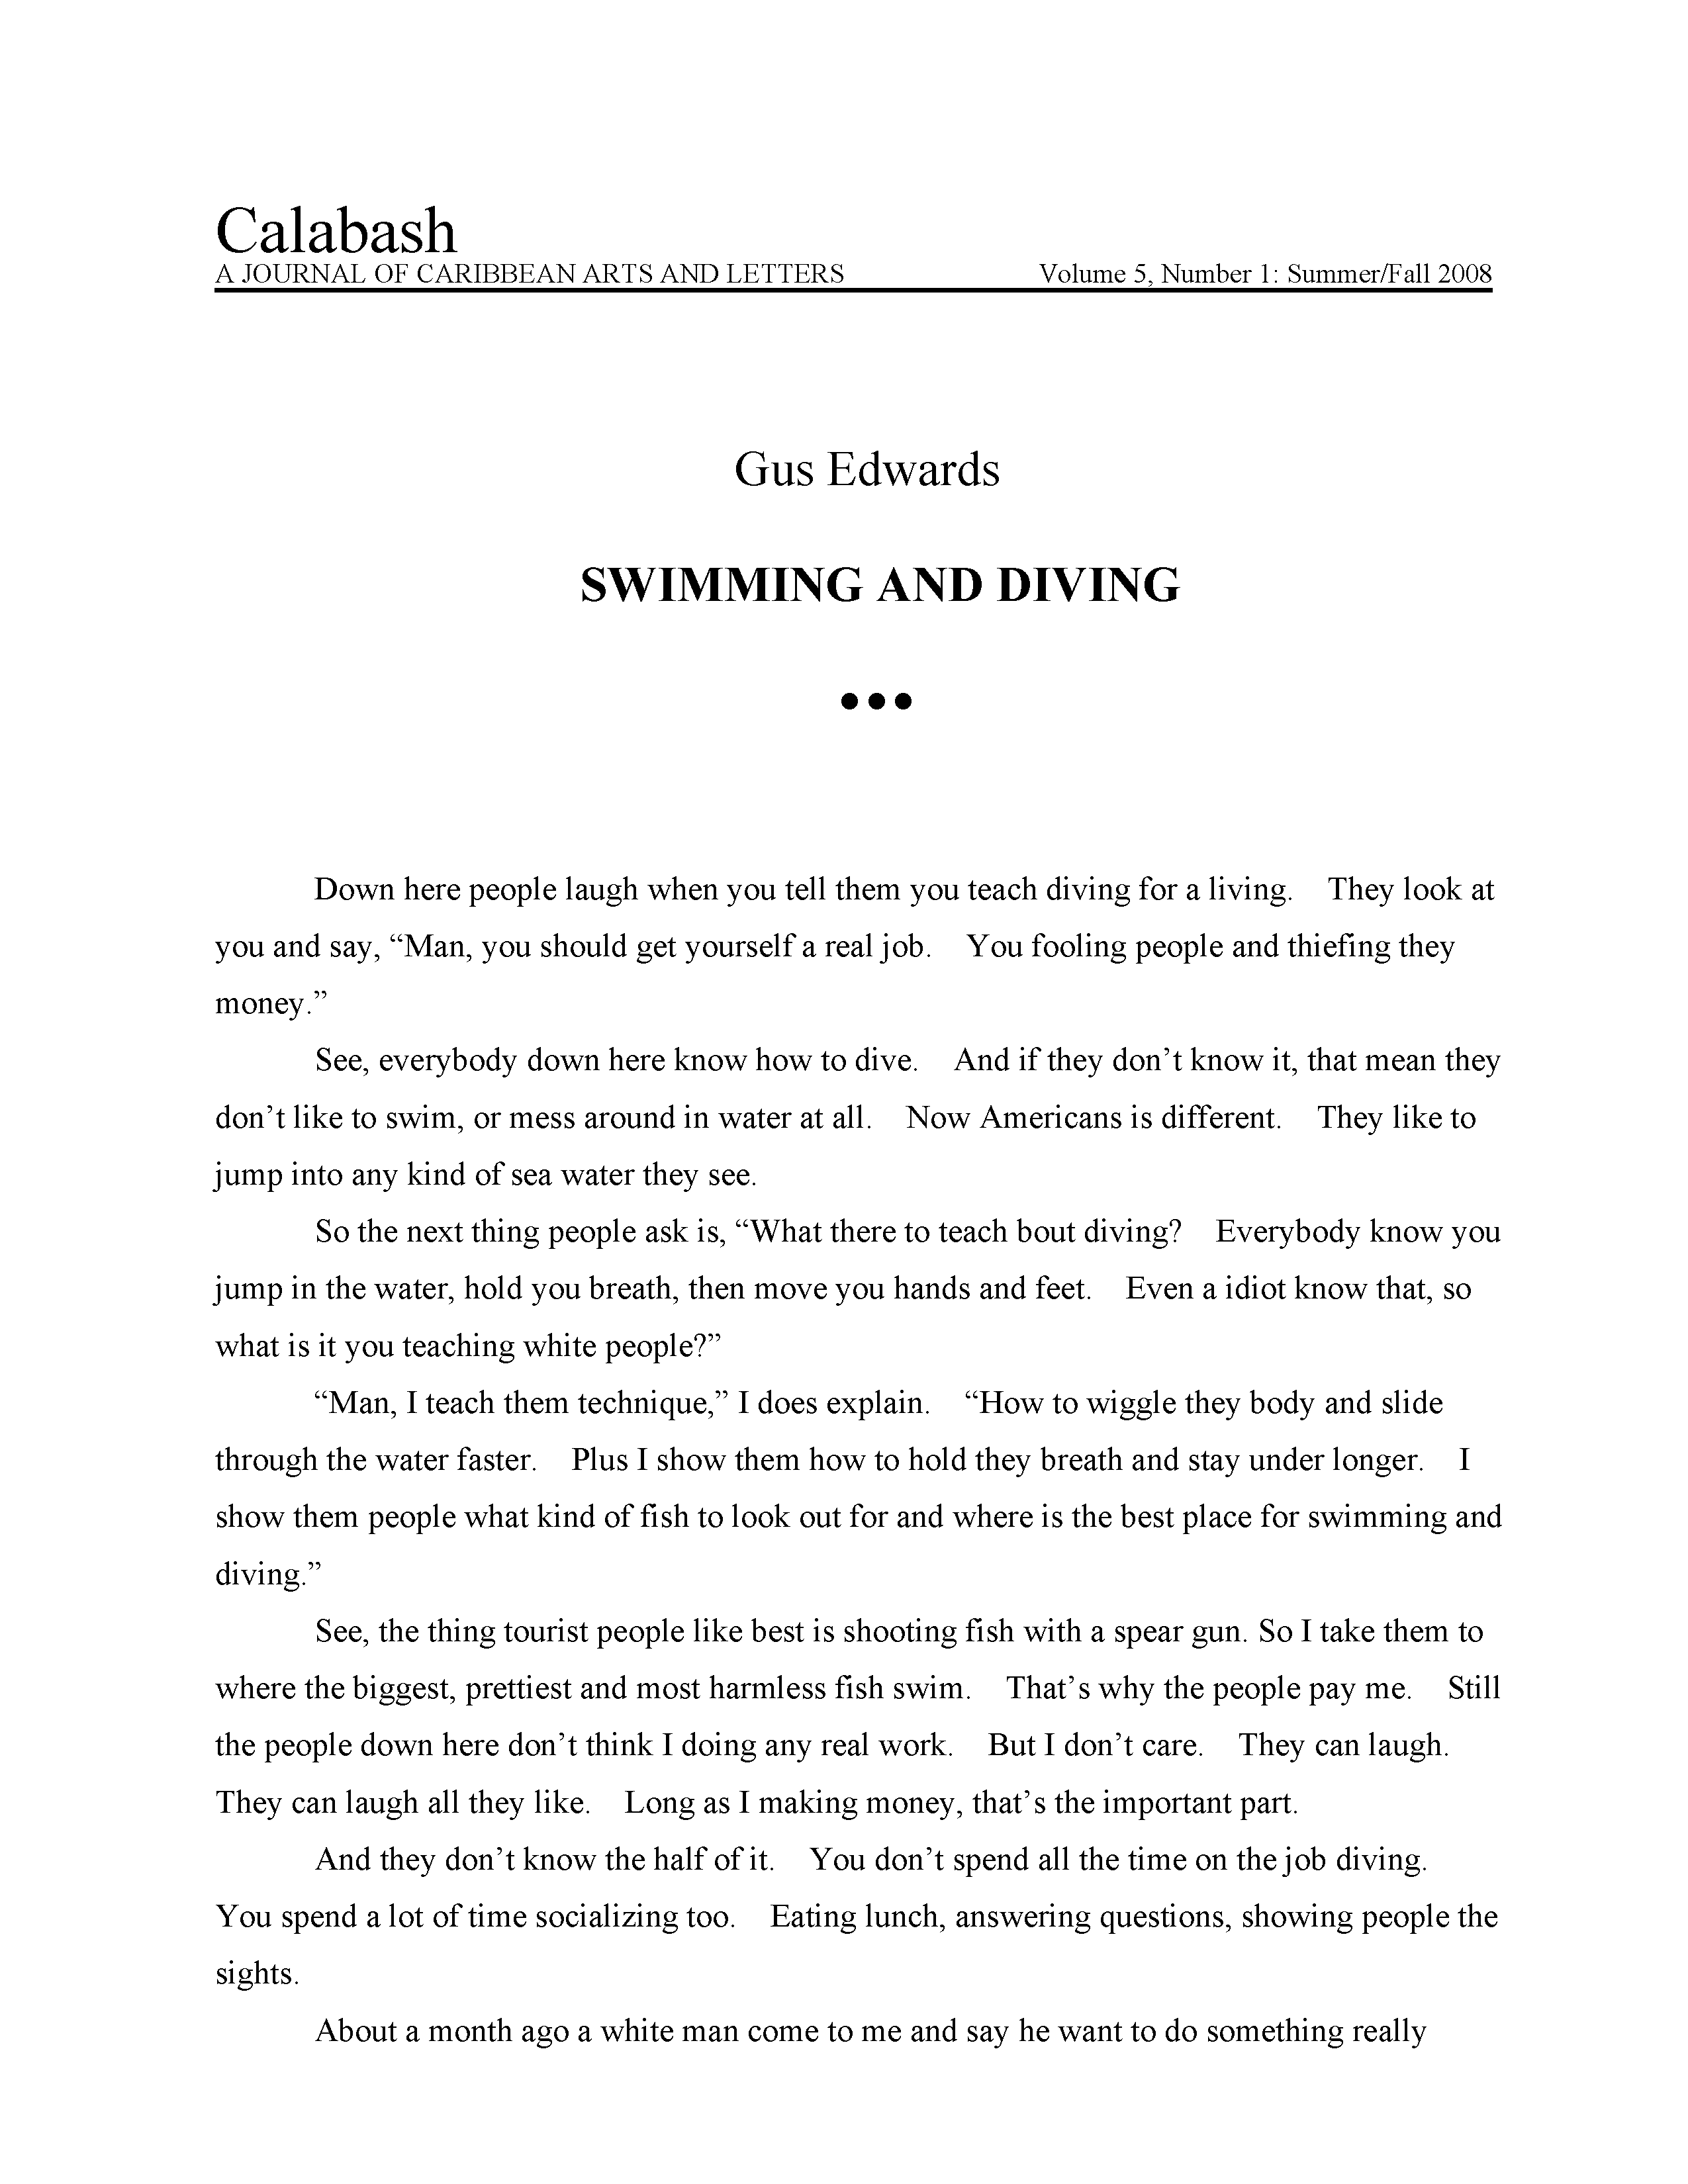 Calabash
A JOURNAL OF CARIBBEAN ARTS AND LETTERS Volume 5, Number 1: Summer/Fall 2008
Gus Edwards
SWIMMING AND DIVING
•••
Down here people laugh when you tell them you teach diving for a living. They look at
you and say, “Man, you should get yourself a real job. You fooling people and thiefing they
money.”
See, everybody down here know how to dive. And if they don’t know it, that mean they
don’t like to swim, or mess around in water at all. Now Americans is different. They like to
jump into any kind of sea water they see.
So the next thing people ask is, “What there to teach bout diving? Everybody know you
jump in the water, hold you breath, then move you hands and feet. Even a idiot know that, so
what is it you teaching white people?”
“Man, I teach them technique,” I does explain. “How to wiggle they body and slide
through the water faster. Plus I show them how to hold they breath and stay under longer. I
show them people what kind of fish to look out for and where is the best place for swimming and
diving.”
See, the thing tourist people like best is shooting fish with a spear gun. So I take them to
where the biggest, prettiest and most harmless fish swim. That’s why the people pay me. Still
the people down here don’t think I doing any real work. But I don’t care. They can laugh.
They can laugh all they like. Long as I making money, that’s the important part.
And they don’t know the half of it. You don’t spend all the time on the job diving.
You spend a lot of time socializing too. Eating lunch, answering questions, showing people the
sights.
About a month ago a white man come to me and say he want to do something really